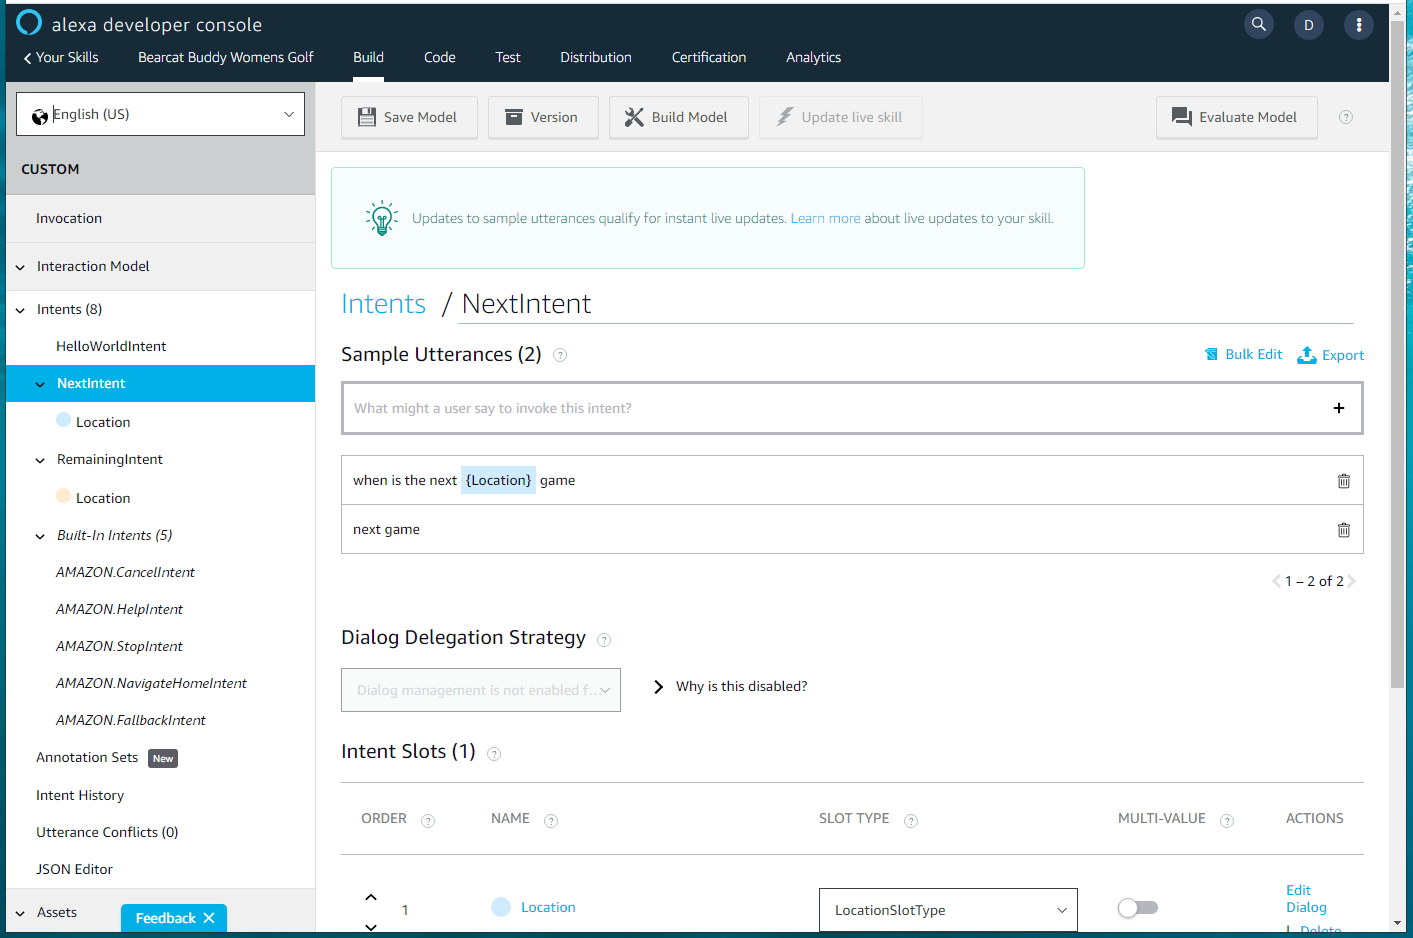 alexa developer console
D
Your Skills
Bearcat Buddy Womens Golf
Build
Code
Test
Distribution
Certification
Analytics
English (US)
Save Model
Version
Build Model
Update live skill
Evaluate Model
?
CUSTOM
Invocation
Interaction Model
Intents (8)
HelloWorldIntent
NextIntent
Location
RemainingIntent
Location
Built-In Intents (5)
AMAZON.CancelIntent
AMAZON.HelpIntent
AMAZON.StopIntent
AMAZON.NavigateHomeIntent
AMAZON.FallbackIntent
Annotation Sets New
Intent History
Utterance Conflicts (0)
JSON Editor
Assets
Feedback
Updates to sample utterances qualify for instant live updates. Learn more about live updates to your skill.
Intents / NextIntent
Sample Utterances (2) ?
Bulk Edit
Export
What might a user say to invoke this intent?
+
when is the next {Location} game
next game
1 – 2 of 2
Dialog Delegation Strategy ?
Dialog management is not enabled f...
Why is this disabled?
Intent Slots (1) ?
ORDER ?
NAME ?
SLOT TYPE ?
MULTI-VALUE ?
ACTIONS
1
Location
LocationSlotType
Edit
Dialog
| Delete